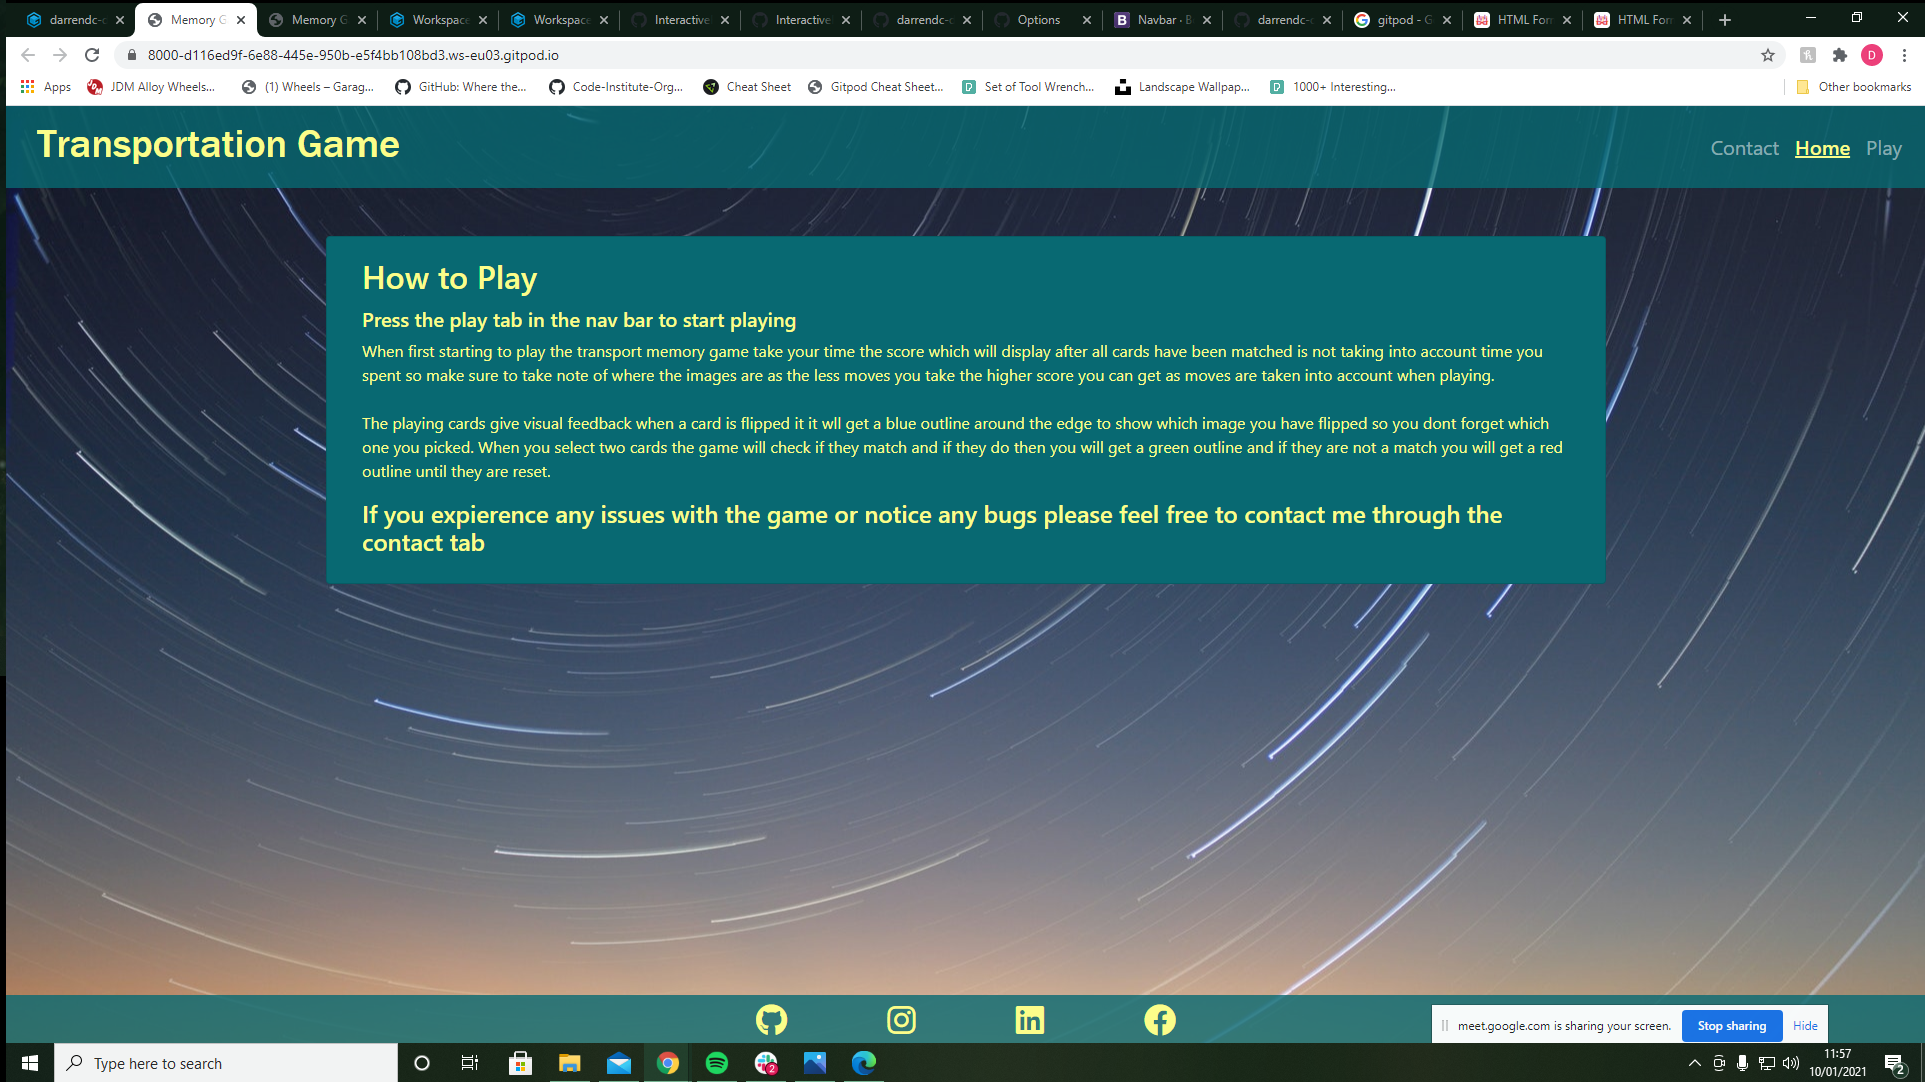 darrendc-c
Memory G
Memory G
Workspace
Workspace
Interactive
Interactive
darrendc-c
Options
Navbar · B
darrendc-c
gitpod - G
HTML Form
HTML Form
8000-d116ed9f-6e88-445e-950b-e5f4bb108bd3.ws-eu03.gitpod.io
D
Apps
JDM Alloy Wheels...
(1) Wheels – Garag...
GitHub: Where the...
Code-Institute-Org...
Cheat Sheet
Gitpod Cheat Sheet...
Set of Tool Wrench...
Landscape Wallpap...
1000+ Interesting...
Other bookmarks
Transportation Game
Contact Home Play
How to Play
Press the play tab in the nav bar to start playing
When first starting to play the transport memory game take your time the score which will display after all cards have been matched is not taking into account time you
spent so make sure to take note of where the images are as the less moves you take the higher score you can get as moves are taken into account when playing.
The playing cards give visual feedback when a card is flipped it it wll get a blue outline around the edge to show which image you have flipped so you dont forget which
one you picked. When you select two cards the game will check if they match and if they do then you will get a green outline and if they are not a match you will get a red
outline until they are reset.
If you expierence any issues with the game or notice any bugs please feel free to contact me through the
contact tab
meet.google.com is sharing your screen.
Stop sharing
Hide
Type here to search
2
11:57
10/01/2021
2